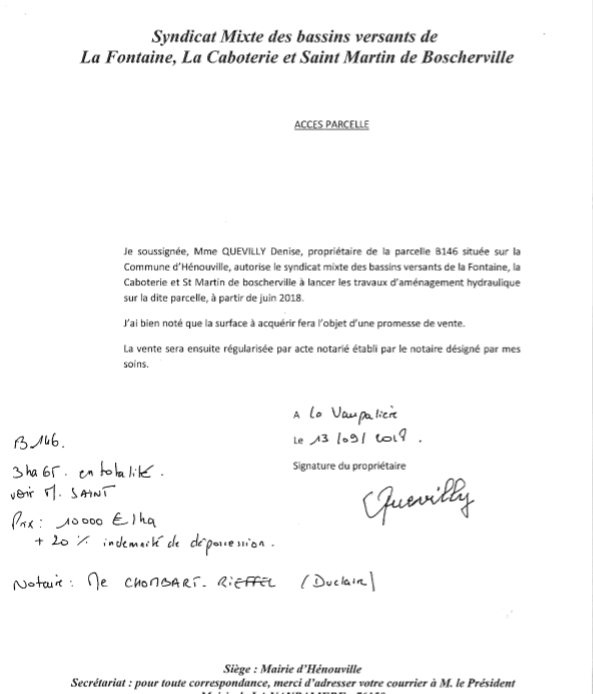 Syndicat Mixte des bassins versants de
La Fontaine, La Caboterie et Saint Martin de Boscherville
ACCES PARCELLE
Je soussignée, Mme QUEVILLY Denise, propriétaire de la parcelle B146 située sur la
Commune d'Hénouville, autorise le syndicat mixte des bassins versants de la Fontaine, la
Caboterie et St Martin de boscherville à lancer les travaux d'aménagement hydraulique
sur la dite parcelle, à partir de juin 2018.
J'ai bien noté que la surface à acquérir fera l'objet d'une promesse de vente.
La vente sera ensuite régularisée par acte notarié établi par le notaire désigné par mes
soins.
A La Vaupalière
Le 13 /09/
Signature du propriétaire
Quevilly
B 146.
3 ha 65. en totalité.
voir M. SAINT
Prix : 10000 €/ha
+ 20 % indemnité de dépossession.
Notaire : Me CHOMBART. RIEFFEL (Duclair)
Siège : Mairie d'Hénouville
Secrétariat : pour toute correspondance, merci d'adresser votre courrier à M. le Président